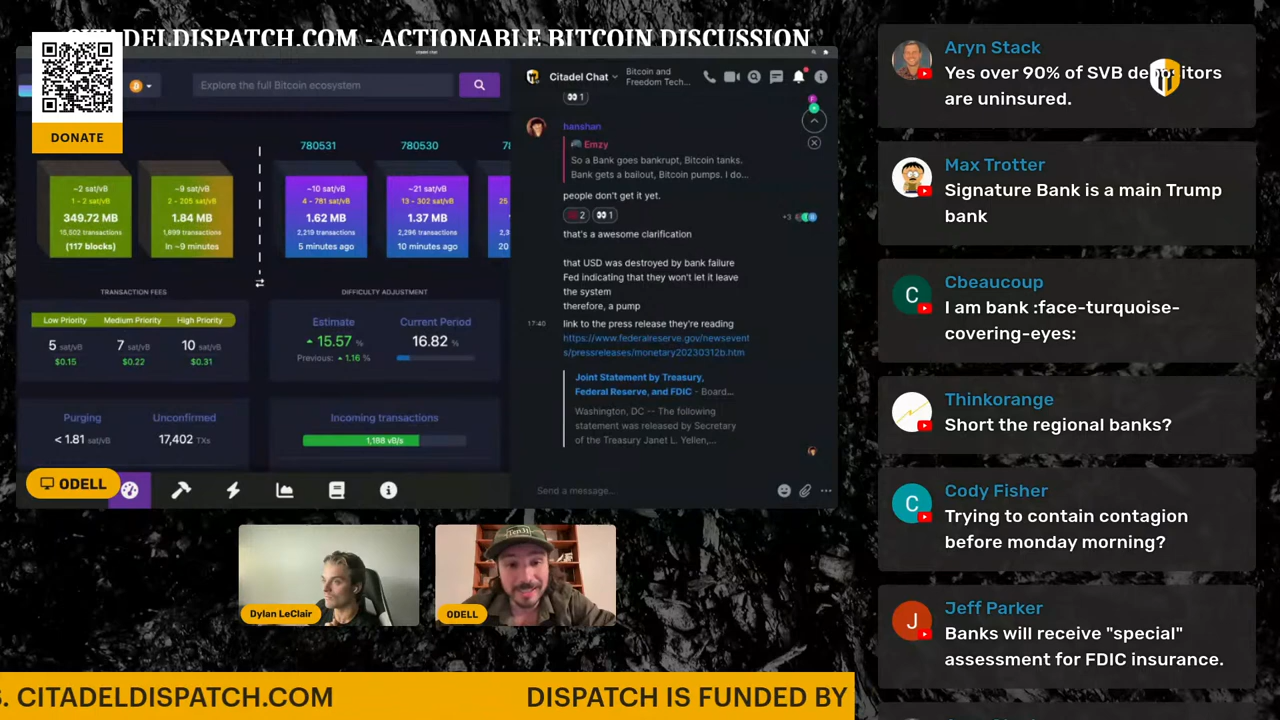 CITADELDISPATCH.COM - ACTIONABLE BITCOIN DISCUSSION
DONATE
Explore the full Bitcoin ecosystem
780531
780530
~2 sat/vB
1 - 2 sat/vB
349.72 MB
15,502 transactions
(117 blocks)
~9 sat/vB
2 - 205 sat/vB
1.84 MB
1,899 transactions
In ~9 minutes
~10 sat/vB
4 - 781 sat/vB
1.62 MB
2,219 transactions
5 minutes ago
~21 sat/vB
13 - 302 sat/vB
1.37 MB
2,296 transactions
10 minutes ago
TRANSACTION FEES
Low Priority Medium Priority High Priority
5 sat/vB 7 sat/vB 10 sat/vB
$0.15 $0.22 $0.31
DIFFICULTY ADJUSTMENT
Estimate Current Period
15.57 % 16.82 %
Previous: 1.16 %
Purging Unconfirmed
< 1.81 sat/vB 17,402 TXs
Incoming transactions
1,188 vB/s
ODELL
Citadel Chat
Bitcoin and
Freedom Tech...
1
hanshan
Emzy
So a Bank goes bankrupt, Bitcoin tanks.
Bank gets a bailout, Bitcoin pumps. I do...
people don't get it yet.
2 1
+3
that's a awesome clarification
that USD was destroyed by bank failure
Fed indicating that they won't let it leave
the system
therefore, a pump
17:40 link to the press release they're reading
https://www.federalreserve.gov/newsevent
s/pressreleases/monetary20230312b.htm
Joint Statement by Treasury,
Federal Reserve, and FDIC - Board...
Washington, DC -- The following
statement was released by Secretary
of the Treasury Janet L. Yellen,...
Send a message...
Dylan LeClair
ODELL
S. CITADELDISPATCH.COM DISPATCH IS FUNDED BY
Aryn Stack
Yes over 90% of SVB depositors
are uninsured.
Max Trotter
Signature Bank is a main Trump
bank
C
Cbeaucoup
I am bank :face-turquoise-
covering-eyes:
Thinkorange
Short the regional banks?
C
Cody Fisher
Trying to contain contagion
before monday morning?
J
Jeff Parker
Banks will receive "special"
assessment for FDIC insurance.